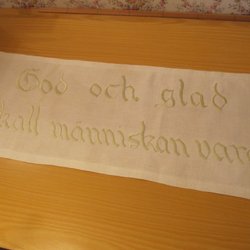 God och glad
skall människan vara